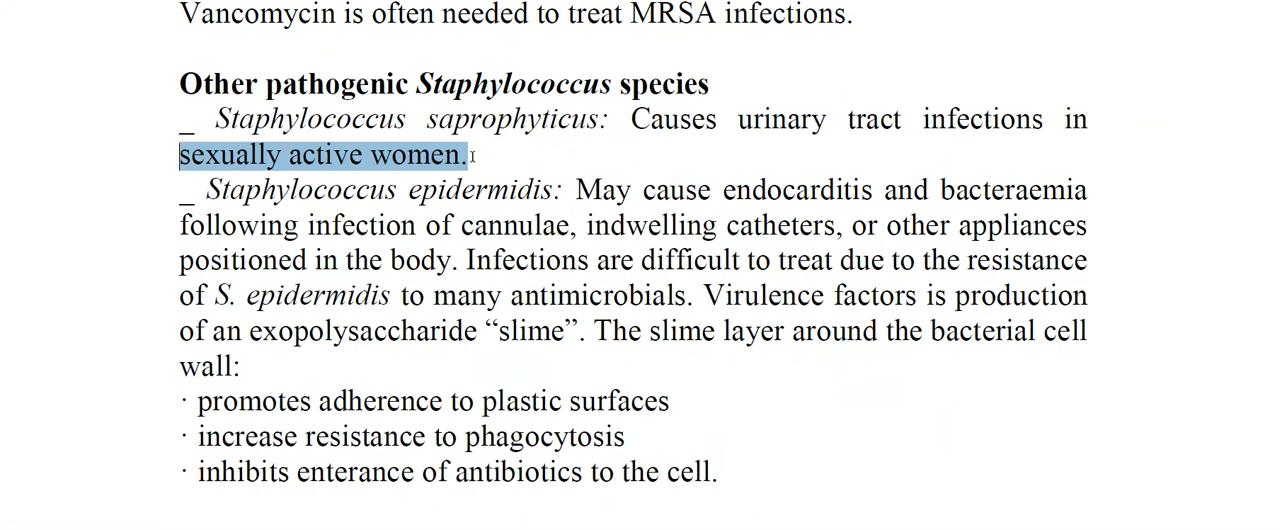 Vancomycin is often needed to treat MRSA infections.
Other pathogenic Staphylococcus species
_ Staphylococcus saprophyticus: Causes urinary tract infections in
sexually active women.
_ Staphylococcus epidermidis: May cause endocarditis and bacteraemia
following infection of cannulae, indwelling catheters, or other appliances
positioned in the body. Infections are difficult to treat due to the resistance
of S. epidermidis to many antimicrobials. Virulence factors is production
of an exopolysaccharide “slime”. The slime layer around the bacterial cell
wall:
· promotes adherence to plastic surfaces
· increase resistance to phagocytosis
· inhibits enterance of antibiotics to the cell.